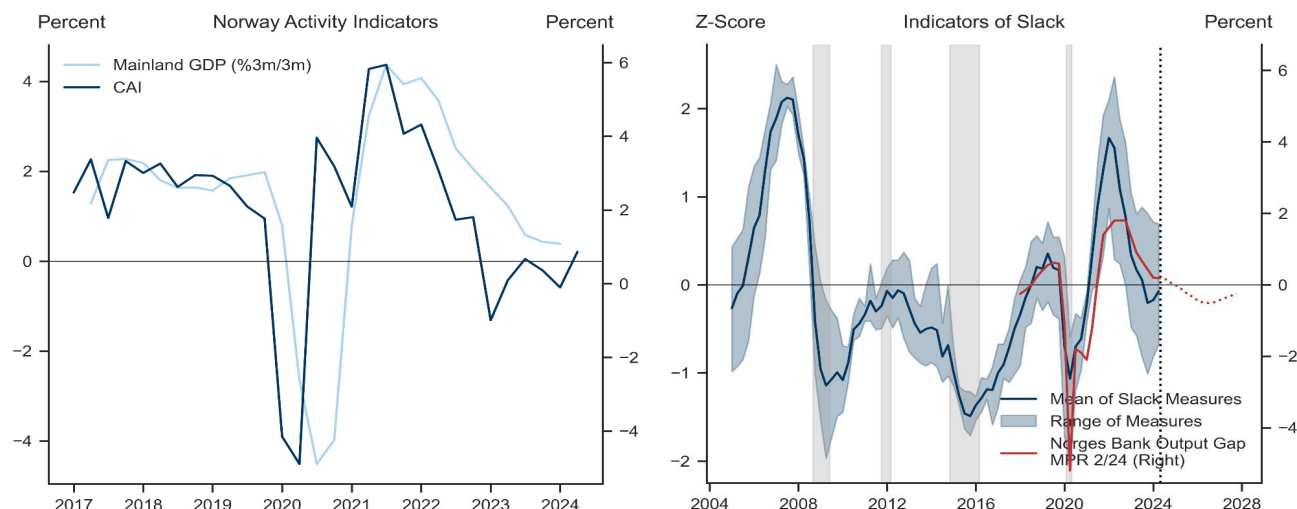 Percent Norway Activity Indicators Percent
Mainland GDP (%3m/3m)
CAI
4
2
0
−2
−4
6
4
2
0
−2
−4
2017 2018 2019 2020 2021 2022 2023 2024
Z-Score Indicators of Slack Percent
2
1
0
−1
−2
6
4
2
0
−2
−4
Mean of Slack Measures
Range of Measures
Norges Bank Output Gap
MPR 2/24 (Right)
2004 2008 2012 2016 2020 2024 2028